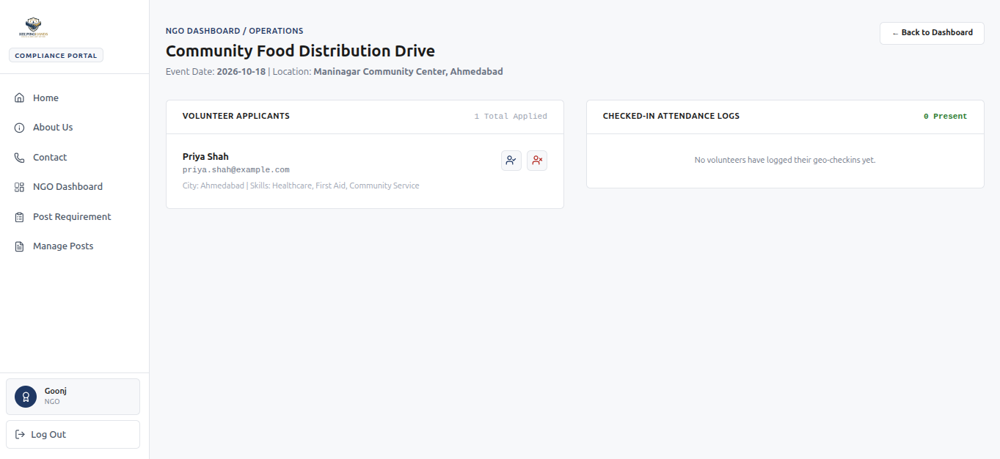 HELPINGHANDS
COMPLIANCE PORTAL
Home
About Us
Contact
NGO Dashboard
Post Requirement
Manage Posts
Goonj
NGO
Log Out
NGO DASHBOARD / OPERATIONS
Community Food Distribution Drive
Event Date: 2026-10-18 | Location: Maninagar Community Center, Ahmedabad
← Back to Dashboard
VOLUNTEER APPLICANTS
1 Total Applied
Priya Shah
priya.shah@example.com
City: Ahmedabad | Skills: Healthcare, First Aid, Community Service
CHECKED-IN ATTENDANCE LOGS
0 Present
No volunteers have logged their geo-checkins yet.